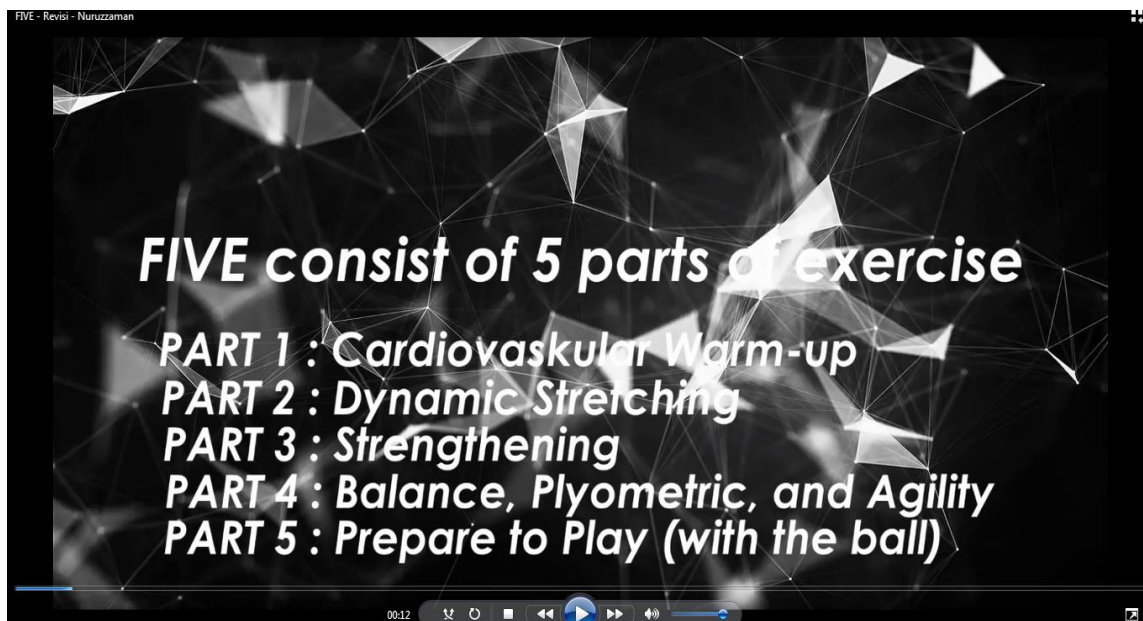 FIVE - Revisi - Nuruzzaman
FIVE consist of 5 parts of exercise
PART 1 : Cardiovaskular Warm-up
PART 2 : Dynamic Stretching
PART 3 : Strengthening
PART 4 : Balance, Plyometric, and Agility
PART 5 : Prepare to Play (with the ball)
00:12